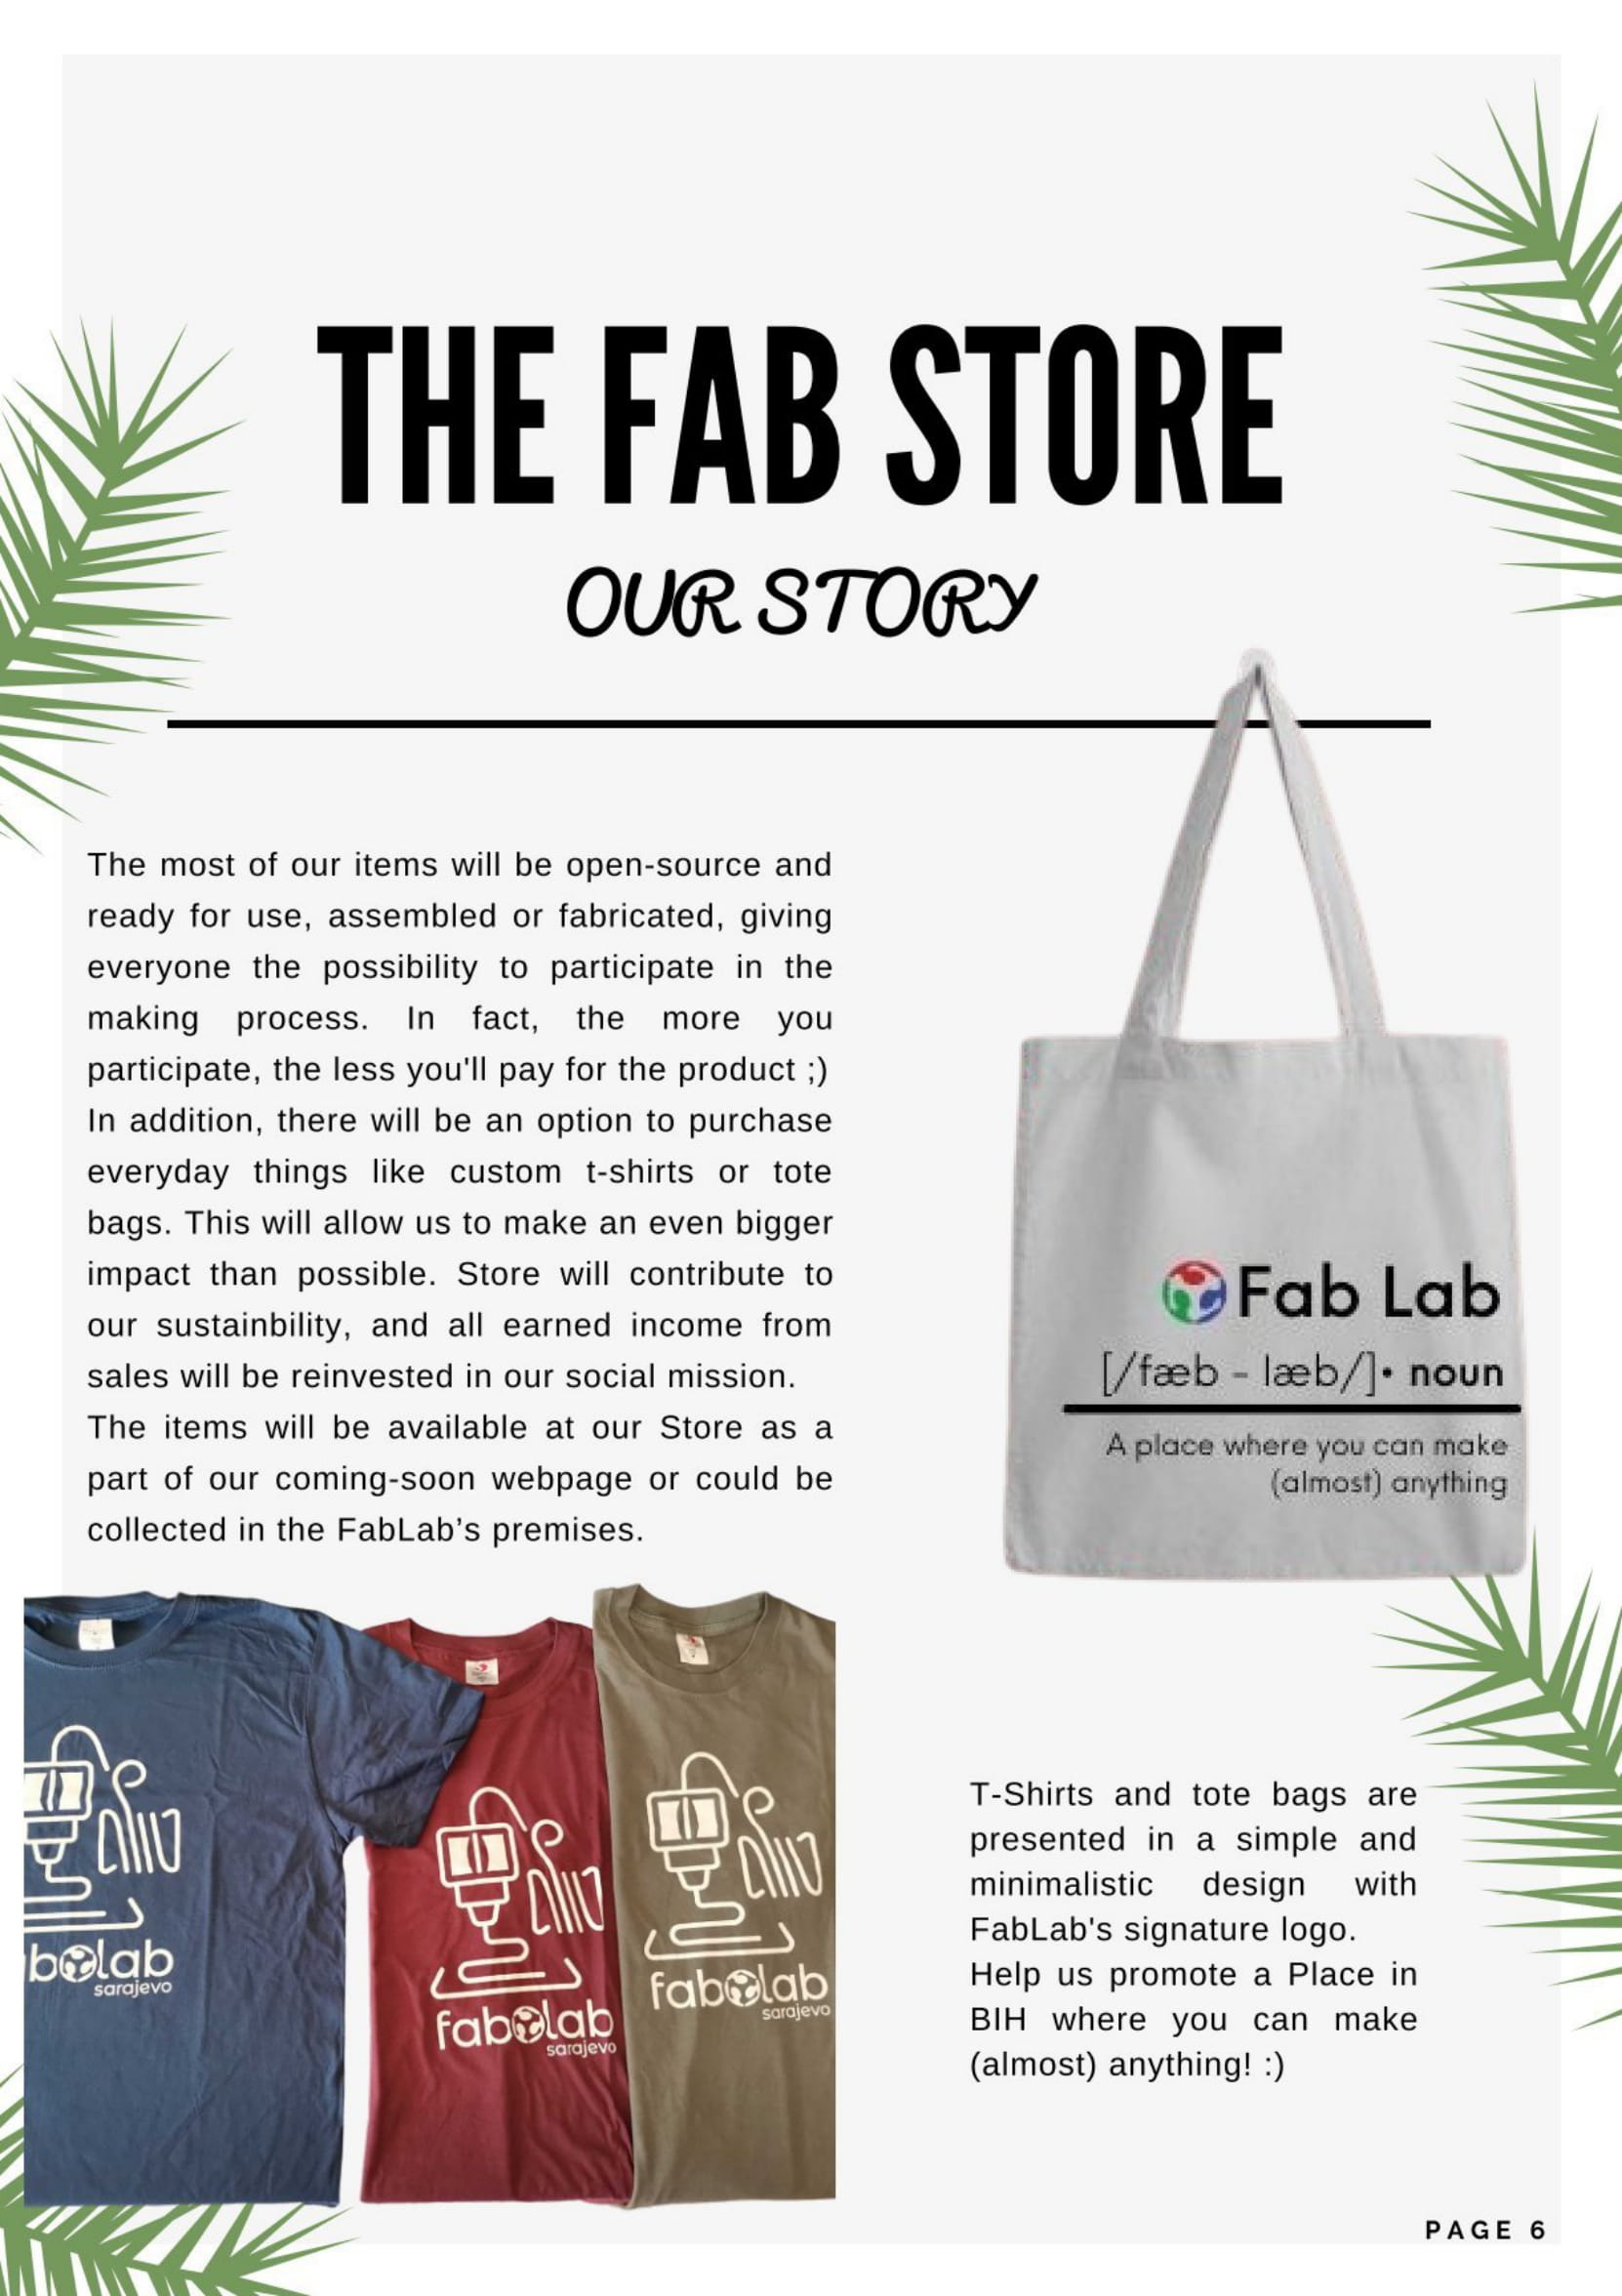 THE FAB STORE
OUR STORY
The most of our items will be open-source and
ready for use, assembled or fabricated, giving
everyone the possibility to participate in the
making process. In fact, the more you
participate, the less you'll pay for the product ;)
In addition, there will be an option to purchase
everyday things like custom t-shirts or tote
bags. This will allow us to make an even bigger
impact than possible. Store will contribute to
our sustainbility, and all earned income from
sales will be reinvested in our social mission.
The items will be available at our Store as a
part of our coming-soon webpage or could be
collected in the FabLab’s premises.
Fab Lab
[/fæb - læb/]• noun
A place where you can make
(almost) anything
blab
sarajevo
fablab
sarajevo
fablab
sarajevo
T-Shirts and tote bags are
presented in a simple and
minimalistic design with
FabLab's signature logo.
Help us promote a Place in
BIH where you can make
(almost) anything! :)
PAGE 6